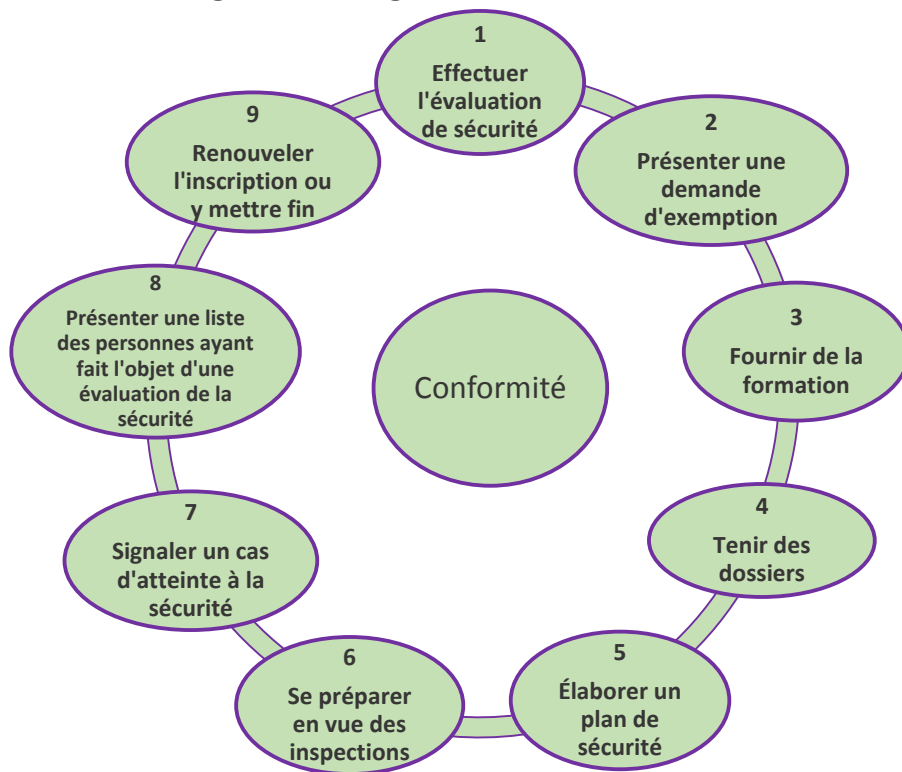 1
Effectuer
l'évaluation
de sécurité
2
Présenter une
demande
d'exemption
3
Fournir de la
formation
4
Tenir des
dossiers
5
Élaborer un
plan de
sécurité
6
Se préparer
en vue des
inspections
7
Signaler un cas
d'atteinte à la
sécurité
8
Présenter une liste
des personnes ayant
fait l'objet d'une
évaluation de la
sécurité
9
Renouveler
l'inscription ou
y mettre fin
Conformité